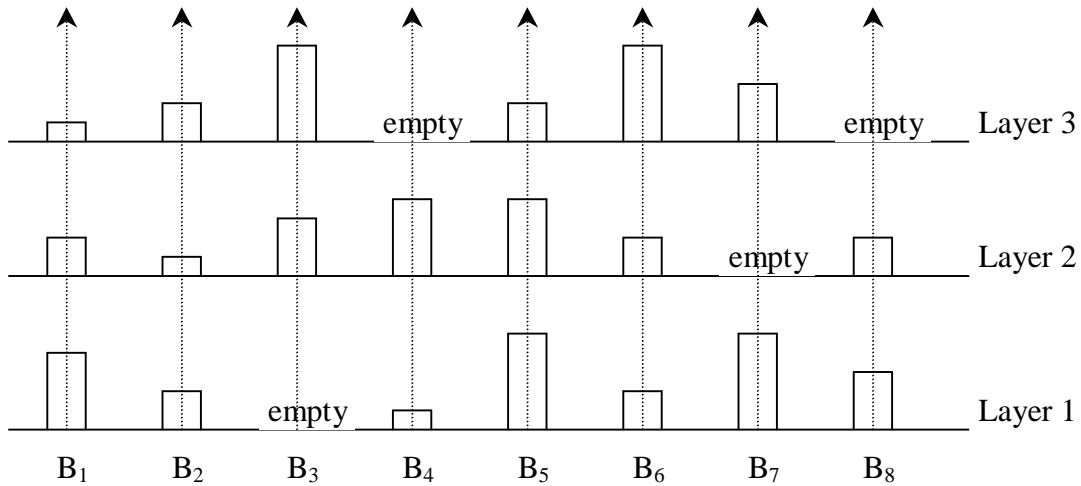 empty empty Layer 3
empty Layer 2
empty Layer 1
B₁ B₂ B₃ B₄ B₅ B₆ B₇ B₈